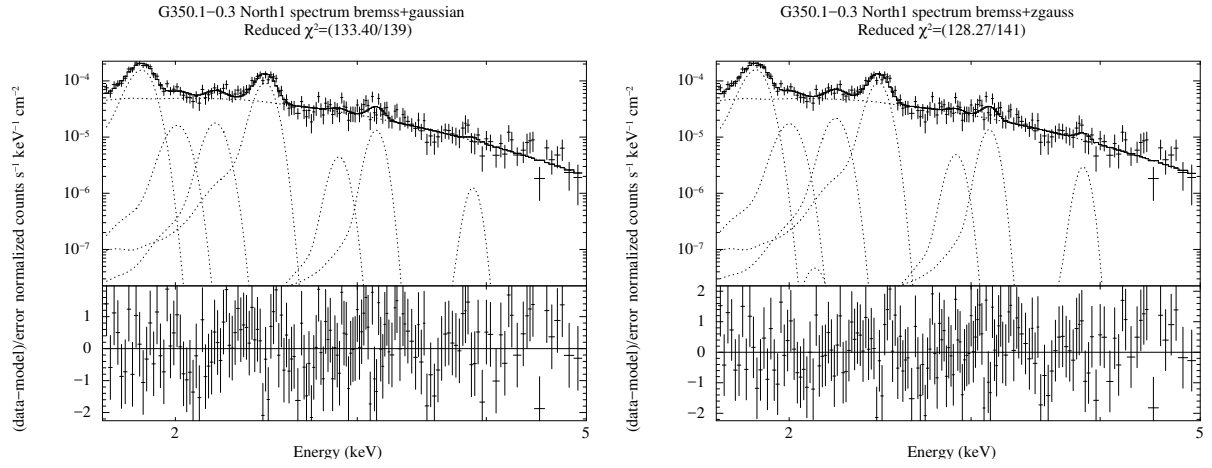 G350.1−0.3 North1 spectrum bremss+gaussian
Reduced χ²=(133.40/139)
(data−model)/error normalized counts s⁻¹ keV⁻¹ cm⁻²
10⁻⁴
10⁻⁵
10⁻⁶
10⁻⁷
1
0
−1
−2
2
5
Energy (keV)
G350.1−0.3 North1 spectrum bremss+zgauss
Reduced χ²=(128.27/141)
(data−model)/error normalized counts s⁻¹ keV⁻¹ cm⁻²
10⁻⁴
10⁻⁵
10⁻⁶
10⁻⁷
2
1
0
−1
−2
2
5
Energy (keV)